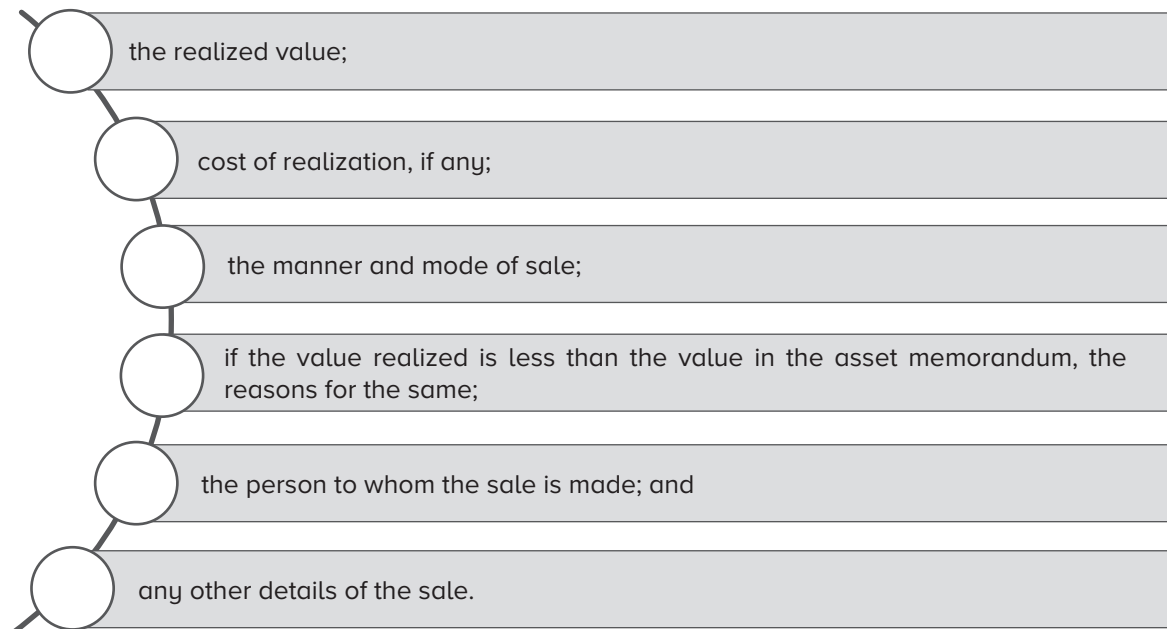 the realized value;
cost of realization, if any;
the manner and mode of sale;
if the value realized is less than the value in the asset memorandum, the
reasons for the same;
the person to whom the sale is made; and
any other details of the sale.